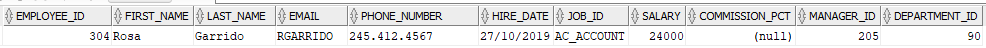 EMPLOYEE_ID FIRST_NAME LAST_NAME EMAIL PHONE_NUMBER HIRE_DATE JOB_ID SALARY COMMISSION_PCT MANAGER_ID DEPARTMENT_ID
304 Rosa Garrido RGARRIDO 245.412.4567 27/10/2019 AC_ACCOUNT 24000 (null) 205 90